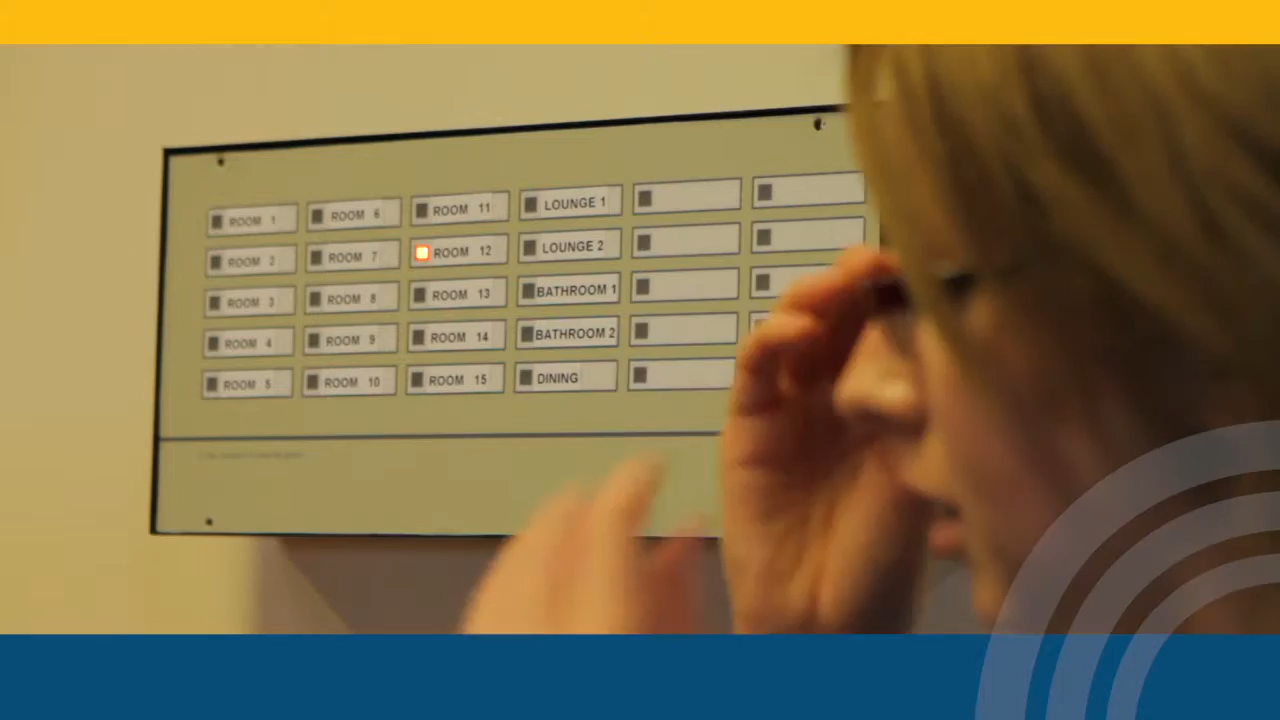 ROOM 1
ROOM 2
ROOM 3
ROOM 4
ROOM 5
ROOM 6
ROOM 7
ROOM 8
ROOM 9
ROOM 10
ROOM 11
ROOM 12
ROOM 13
ROOM 14
ROOM 15
LOUNGE 1
LOUNGE 2
BATHROOM 1
BATHROOM 2
DINING